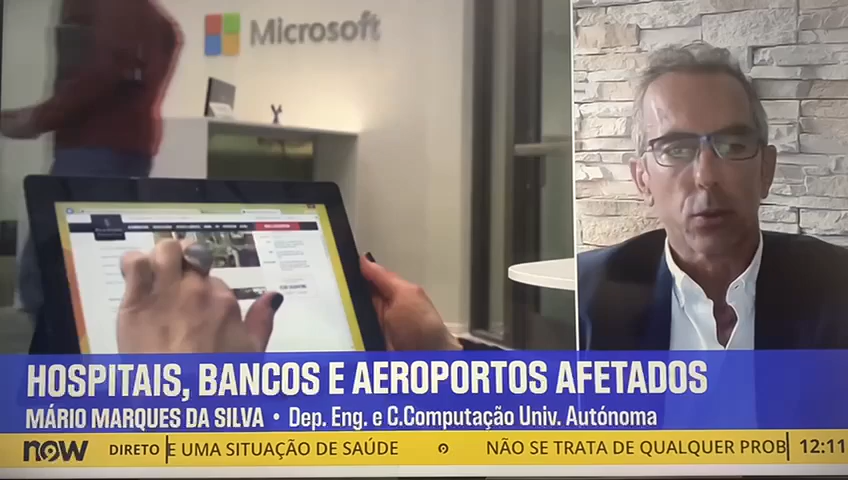 Microsoft
HOSPITAIS, BANCOS E AEROPORTOS AFETADOS
MÁRIO MARQUES DA SILVA • Dep. Eng. e C.Computação Univ. Autónoma
now DIRETO E UMA SITUAÇÃO DE SAÚDE NÃO SE TRATA DE QUALQUER PROB 12:11